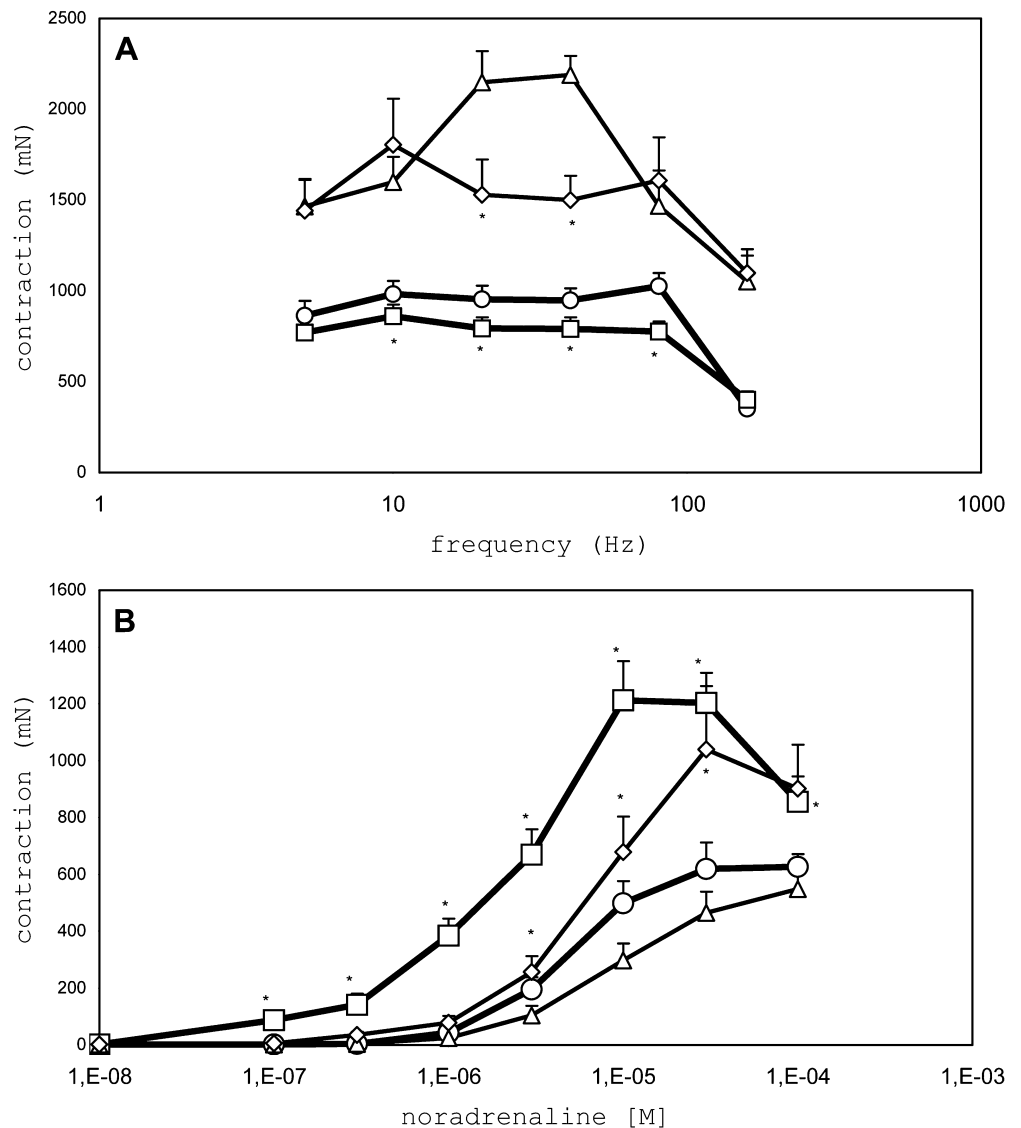 A
2500
2000
1500
1000
500
0
contraction (mN)
*
*
*
*
*
*
1
10
100
1000
frequency (Hz)
B
1600
1400
1200
1000
800
600
400
200
0
contraction (mN)
*
*
*
*
*
*
*
*
*
*
1,E-08
1,E-07
1,E-06
1,E-05
1,E-04
1,E-03
noradrenaline [M]